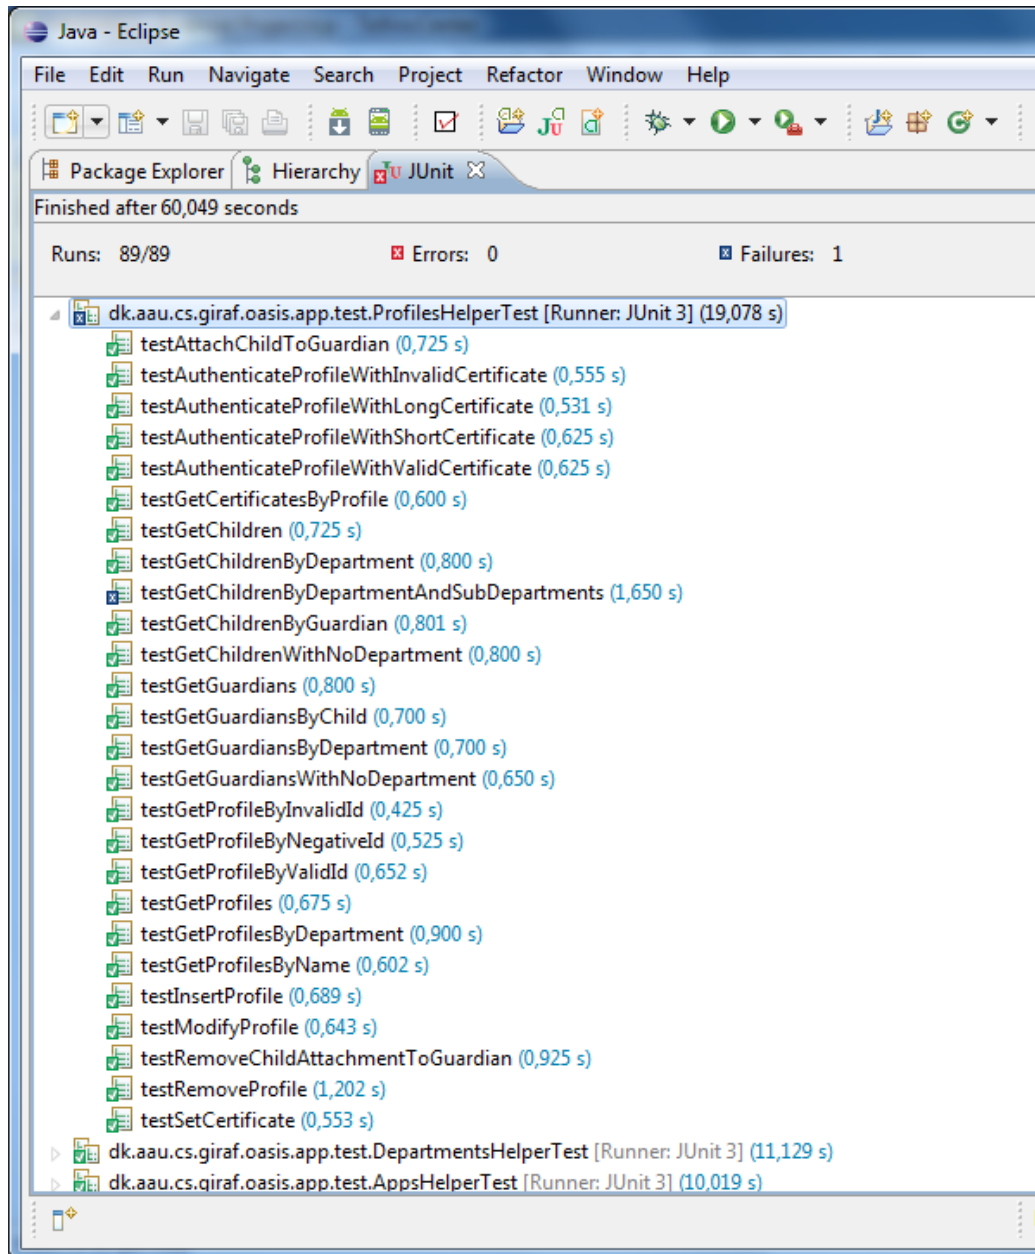 Java - Eclipse
File Edit Run Navigate Search Project Refactor Window Help
Package Explorer Hierarchy JUnit
Finished after 60,049 seconds
Runs: 89/89 Errors: 0 Failures: 1
dk.aau.cs.giraf.oasis.app.test.ProfilesHelperTest [Runner: JUnit 3] (19,078 s)
testAttachChildToGuardian (0,725 s)
testAuthenticateProfileWithInvalidCertificate (0,555 s)
testAuthenticateProfileWithLongCertificate (0,531 s)
testAuthenticateProfileWithShortCertificate (0,625 s)
testAuthenticateProfileWithValidCertificate (0,625 s)
testGetCertificatesByProfile (0,600 s)
testGetChildren (0,725 s)
testGetChildrenByDepartment (0,800 s)
testGetChildrenByDepartmentAndSubDepartments (1,650 s)
testGetChildrenByGuardian (0,801 s)
testGetChildrenWithNoDepartment (0,800 s)
testGetGuardians (0,800 s)
testGetGuardiansByChild (0,700 s)
testGetGuardiansByDepartment (0,700 s)
testGetGuardiansWithNoDepartment (0,650 s)
testGetProfileByInvalidId (0,425 s)
testGetProfileByNegativeId (0,525 s)
testGetProfileByValidId (0,652 s)
testGetProfiles (0,675 s)
testGetProfilesByDepartment (0,900 s)
testGetProfilesByName (0,602 s)
testInsertProfile (0,689 s)
testModifyProfile (0,643 s)
testRemoveChildAttachmentToGuardian (0,925 s)
testRemoveProfile (1,202 s)
testSetCertificate (0,553 s)
dk.aau.cs.giraf.oasis.app.test.DepartmentsHelperTest [Runner: JUnit 3] (11,129 s)
dk.aau.cs.giraf.oasis.app.test.AppsHelperTest [Runner: JUnit 3] (10,019 s)